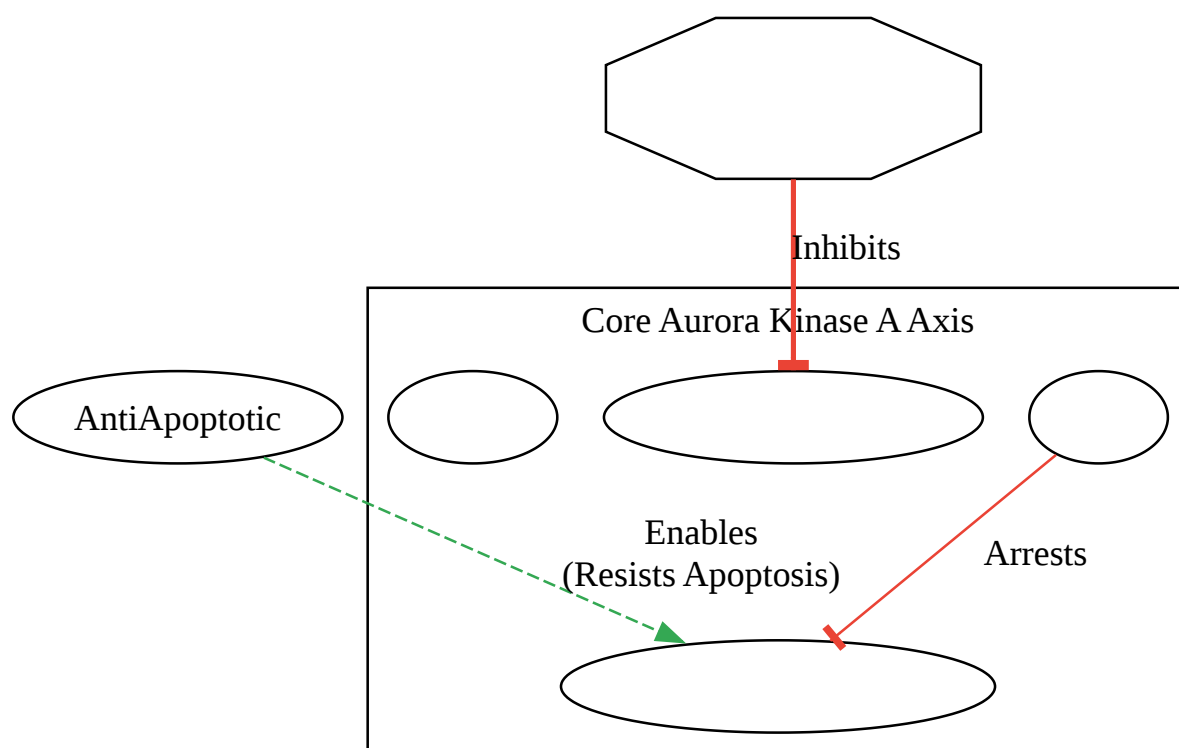 Inhibits
Core Aurora Kinase A Axis
AntiApoptotic
Enables
(Resists Apoptosis)
Arrests